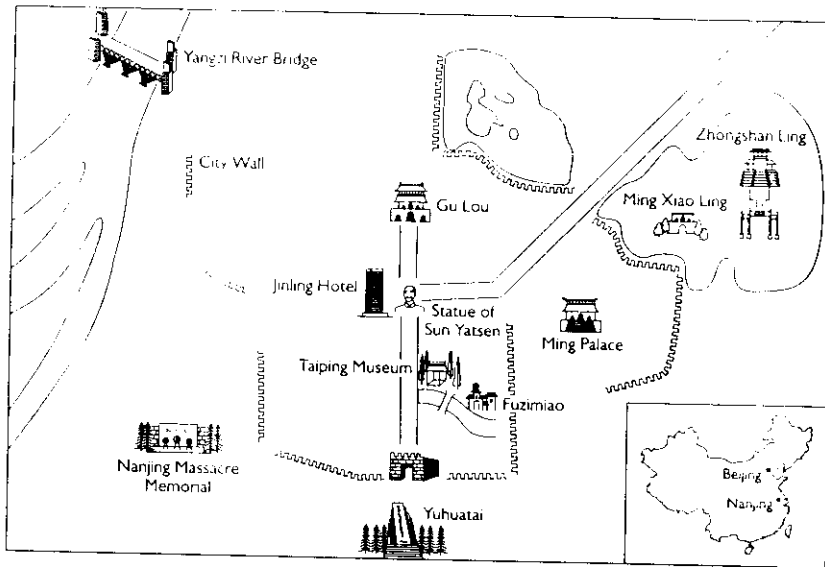 Yangzi River Bridge
City Wall
Zhongshan Ling
Gu Lou
Ming Xiao Ling
Jinling Hotel
Statue of
Sun Yatsen
Ming Palace
Taiping Museum
Fuzimiao
Nanjing Massacre
Memorial
Yuhuatai
Beijing
Nanjing